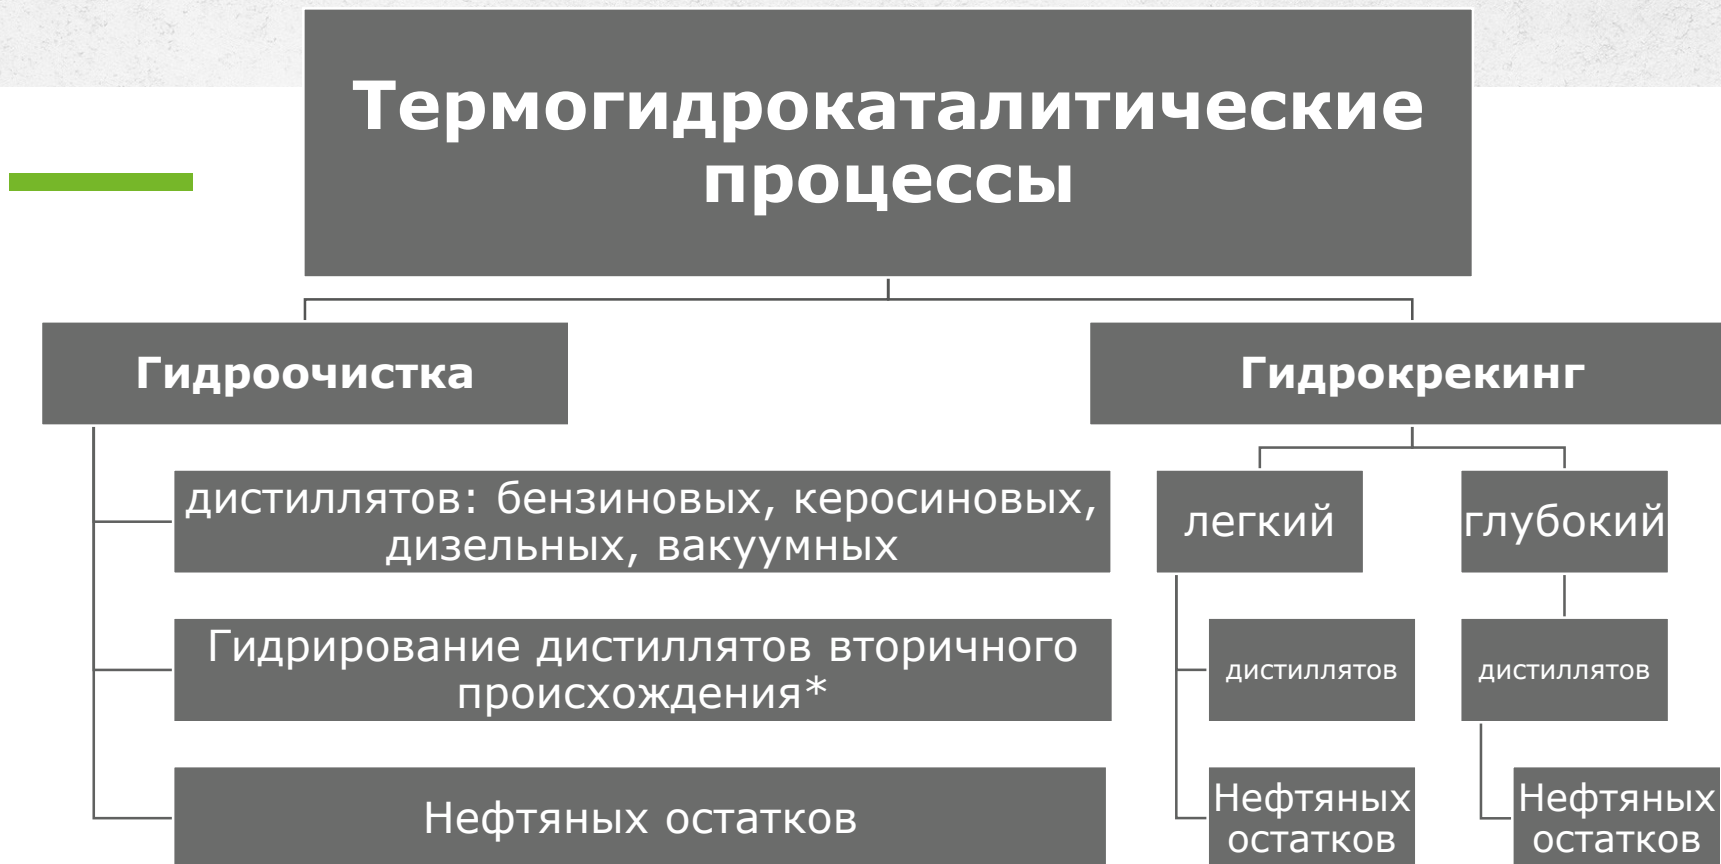 Термогидрокаталитические
процессы
Гидроочистка
Гидрокрекинг
дистиллятов: бензиновых, керосиновых,
дизельных, вакуумных
легкий
глубокий
Гидрирование дистиллятов вторичного
происхождения*
дистиллятов
дистиллятов
Нефтяных остатков
Нефтяных
остатков
Нефтяных
остатков